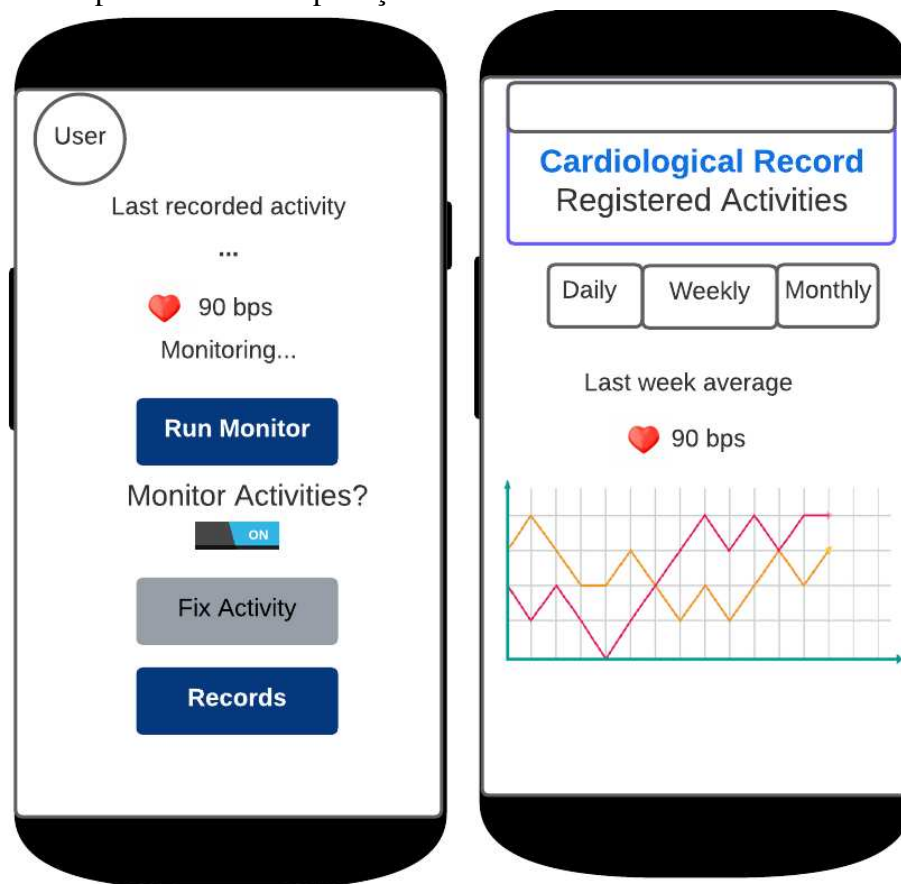 User
Last recorded activity
...
90 bps
Monitoring...
Run Monitor
Monitor Activities?
ON
Fix Activity
Records
Cardiological Record
Registered Activities
Daily Weekly Monthly
Last week average
90 bps